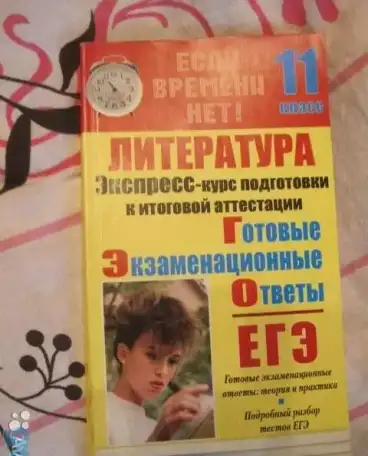 ЕСЛИ
ВРЕМЕНИ
НЕТ!
11
класс
ЛИТЕРАТУРА
Экспресс-курс подготовки
к итоговой аттестации
Готовые
Экзаменационные
Ответы
ЕГЭ
Готовые экзаменационные
ответы: теория и практика
Подробный разбор
тестов ЕГЭ